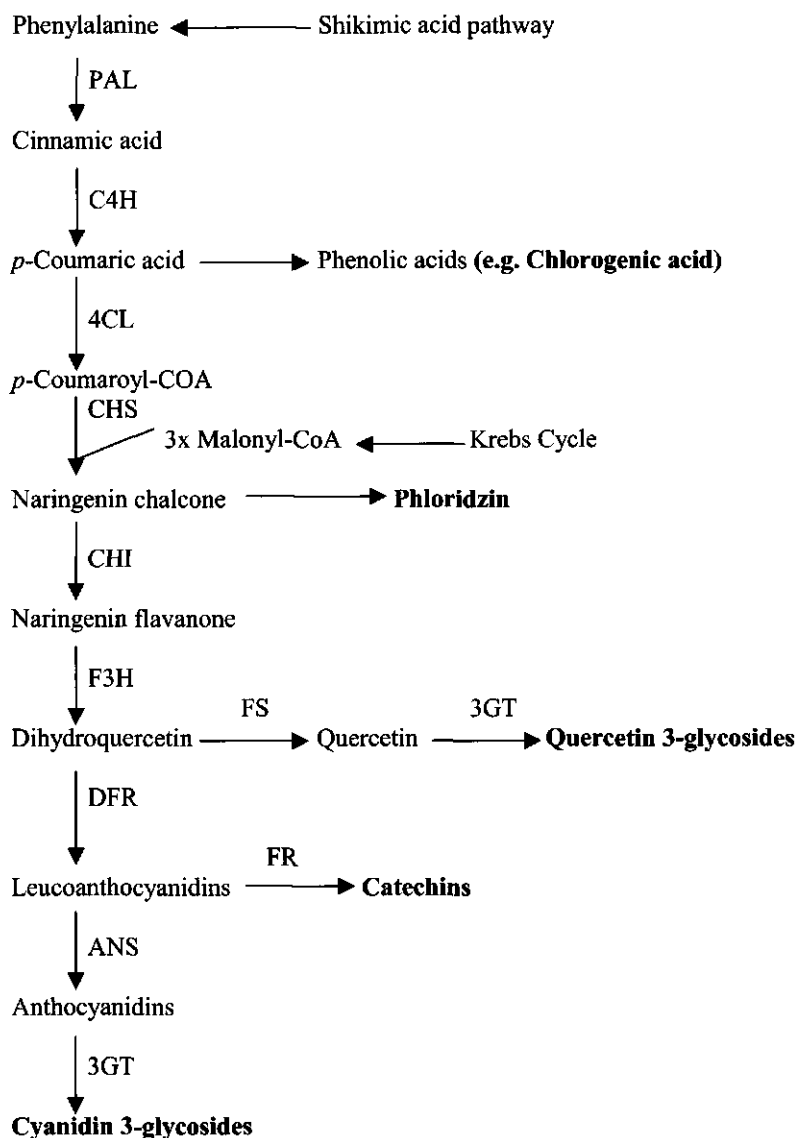 Phenylalanine Shikimic acid pathway
PAL
Cinnamic acid
C4H
p-Coumaric acid Phenolic acids (e.g. Chlorogenic acid)
4CL
p-Coumaroyl-COA
CHS
3x Malonyl-CoA Krebs Cycle
Naringenin chalcone Phloridzin
CHI
Naringenin flavanone
F3H
FS 3GT
Dihydroquercetin Quercetin Quercetin 3-glycosides
DFR
FR
Leucoanthocyanidins Catechins
ANS
Anthocyanidins
3GT
Cyanidin 3-glycosides